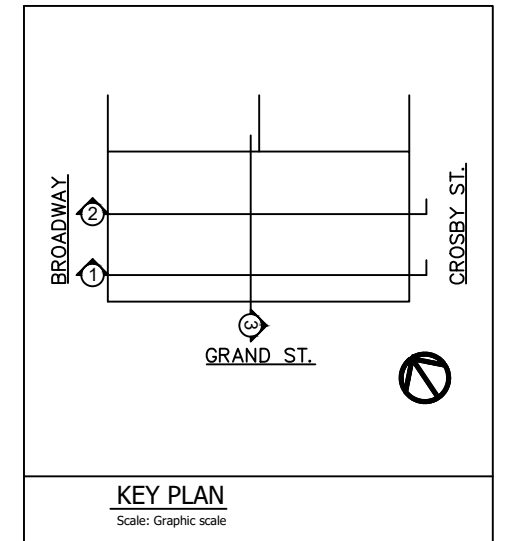 BROADWAY
2
1
3
CROSBY ST.
GRAND ST.
KEY PLAN
Scale: Graphic scale